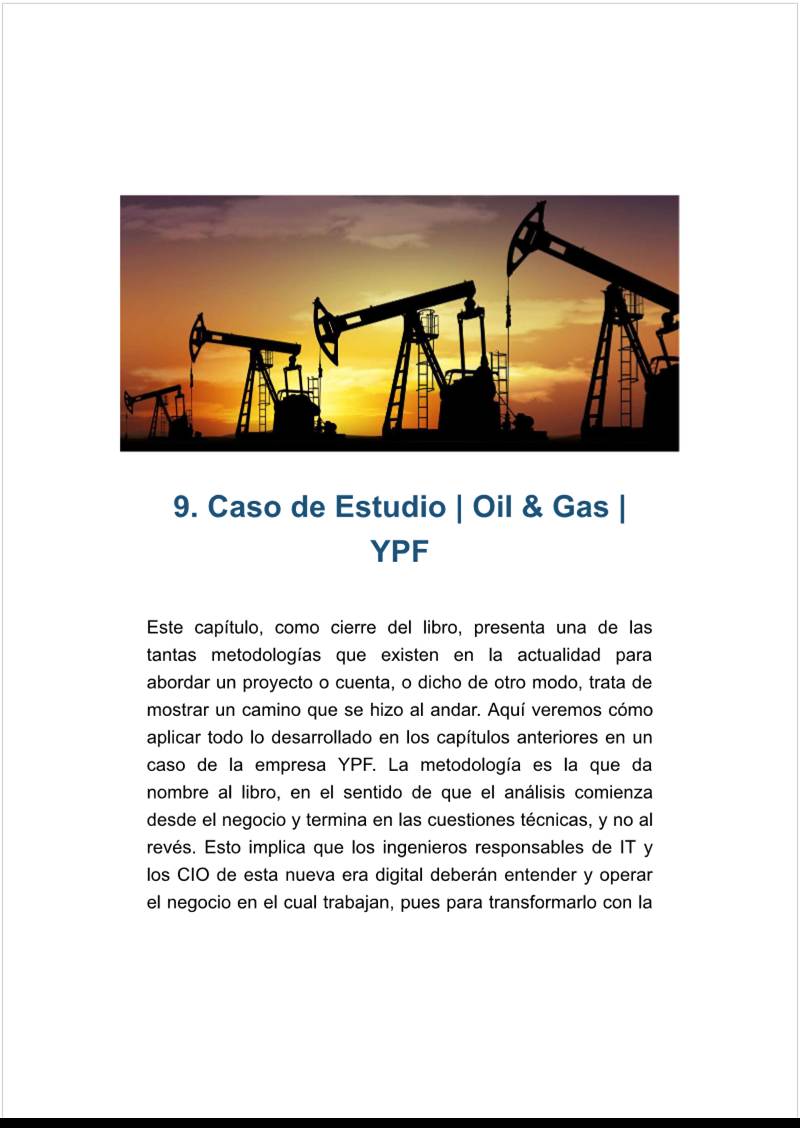 9. Caso de Estudio | Oil & Gas |
YPF
Este capítulo, como cierre del libro, presenta una de las
tantas metodologías que existen en la actualidad para
abordar un proyecto o cuenta, o dicho de otro modo, trata de
mostrar un camino que se hizo al andar. Aquí veremos cómo
aplicar todo lo desarrollado en los capítulos anteriores en un
caso de la empresa YPF. La metodología es la que da
nombre al libro, en el sentido de que el análisis comienza
desde el negocio y termina en las cuestiones técnicas, y no al
revés. Esto implica que los ingenieros responsables de IT y
los CIO de esta nueva era digital deberán entender y operar
el negocio en el cual trabajan, pues para transformarlo con la